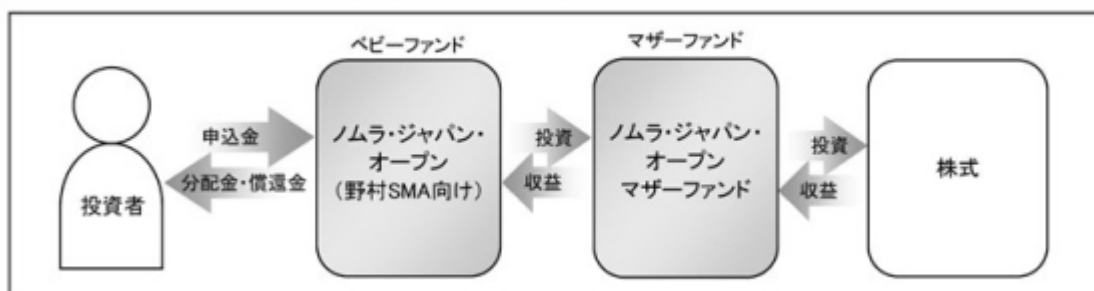 ベビーファンド
マザーファンド
申込金
分配金・償還金
投資者
ノムラ・ジャパン・
オープン
(野村SMA向け)
投資
収益
ノムラ・ジャパン・
オープン
マザーファンド
投資
収益
株式